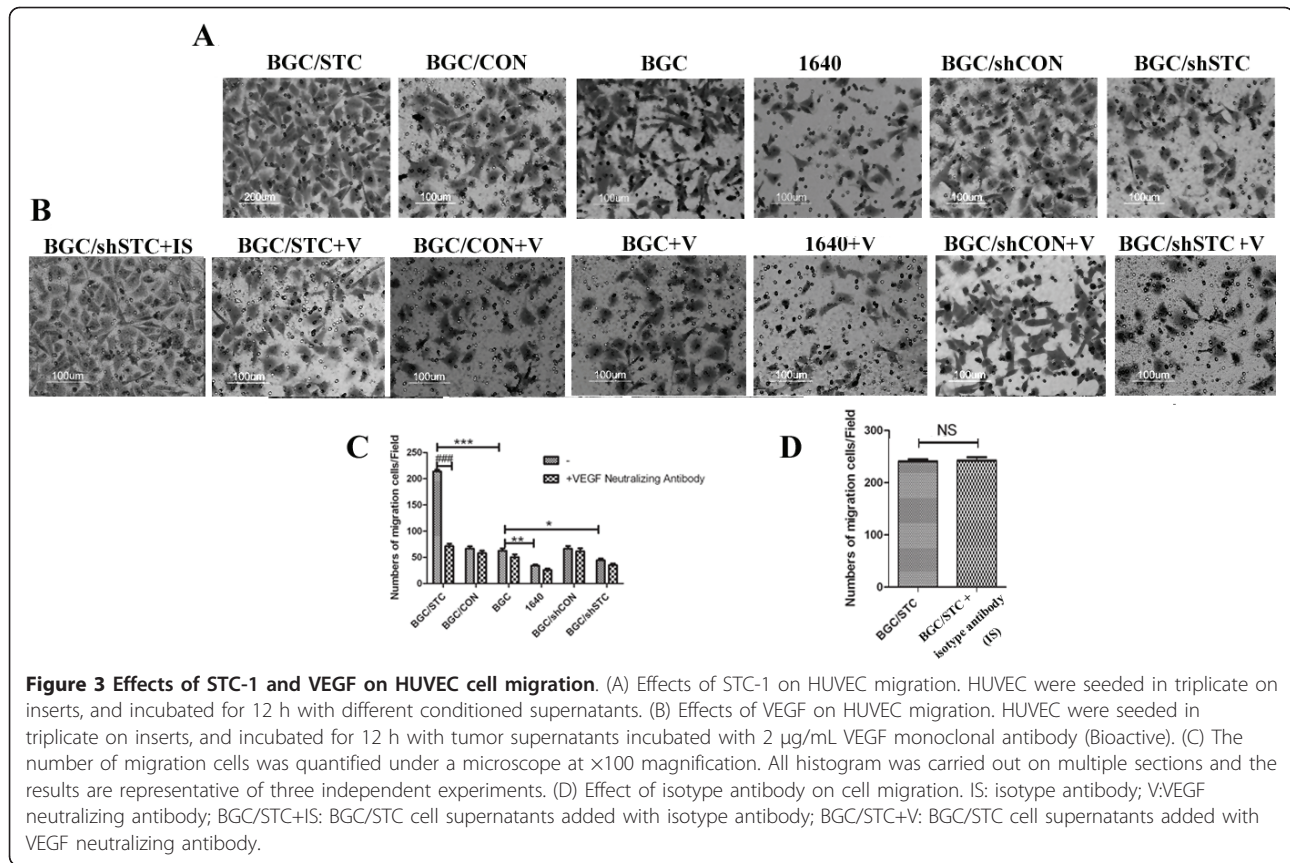 A
BGC/STC BGC/CON BGC 1640 BGC/shCON BGC/shSTC
200um 100um 100um 100um 100um 100um
B
BGC/shSTC+IS BGC/STC+V BGC/CON+V BGC+V 1640+V BGC/shCON+V BGC/shSTC +V
100um 100um 100um 100um 100um 100um 100um
C
Numbers of migration cells/Field
250
200
150
100
50
0
***
###
**
*
-
+VEGF Neutralizing Antibody
BGC/STC
BGC/CON
BGC
1640
BGC/shCON
BGC/shSTC
D
Numbers of migration cells/Field
300
200
100
0
NS
BGC/STC
BGC/STC +
isotype antibody
(IS)
Figure 3 Effects of STC-1 and VEGF on HUVEC cell migration. (A) Effects of STC-1 on HUVEC migration. HUVEC were seeded in triplicate on
inserts, and incubated for 12 h with different conditioned supernatants. (B) Effects of VEGF on HUVEC migration. HUVEC were seeded in
triplicate on inserts, and incubated for 12 h with tumor supernatants incubated with 2 μg/mL VEGF monoclonal antibody (Bioactive). (C) The
number of migration cells was quantified under a microscope at ×100 magnification. All histogram was carried out on multiple sections and the
results are representative of three independent experiments. (D) Effect of isotype antibody on cell migration. IS: isotype antibody; V:VEGF
neutralizing antibody; BGC/STC+IS: BGC/STC cell supernatants added with isotype antibody; BGC/STC+V: BGC/STC cell supernatants added with
VEGF neutralizing antibody.